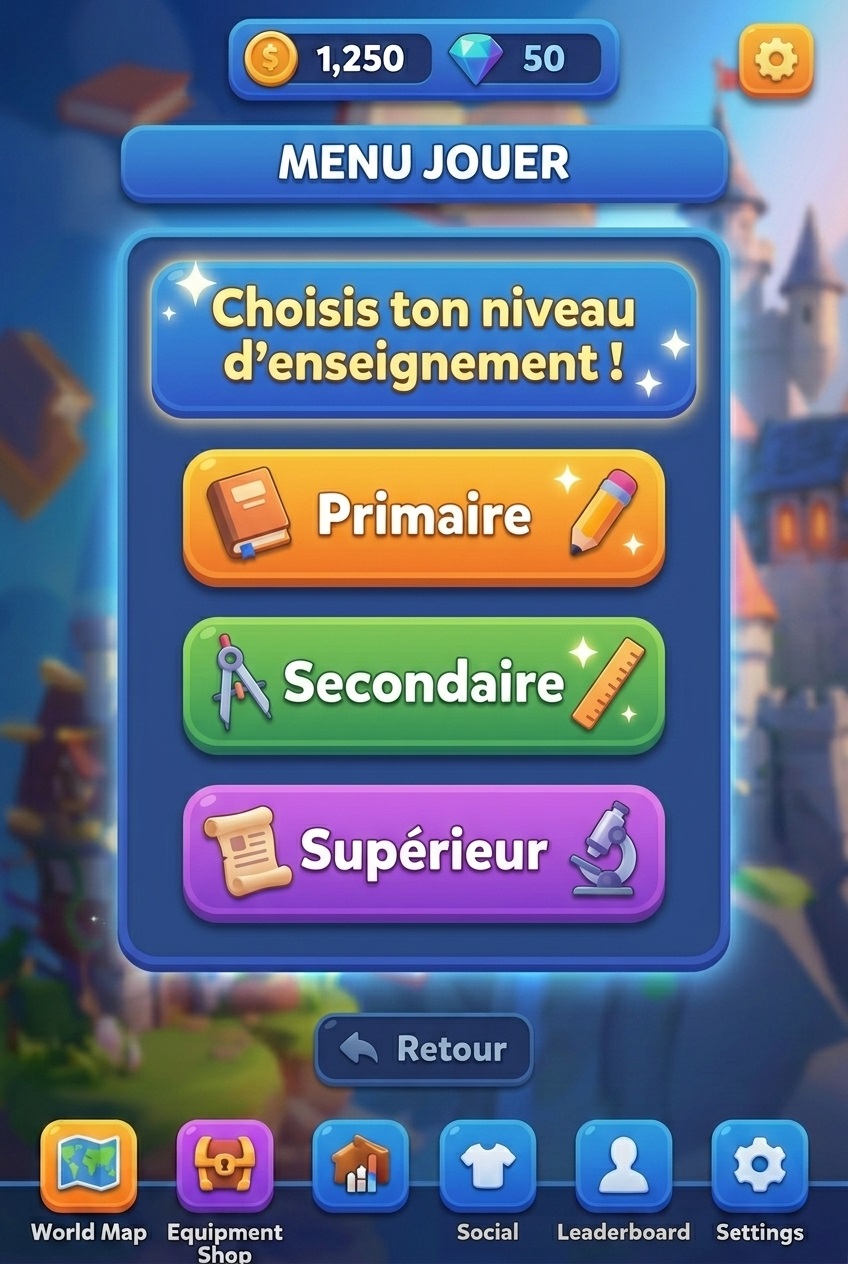 1,250
50
MENU JOUER
Choisis ton niveau
d’enseignement !
Primaire
Secondaire
Supérieur
Retour
World Map
Equipment
Shop
Social
Leaderboard
Settings